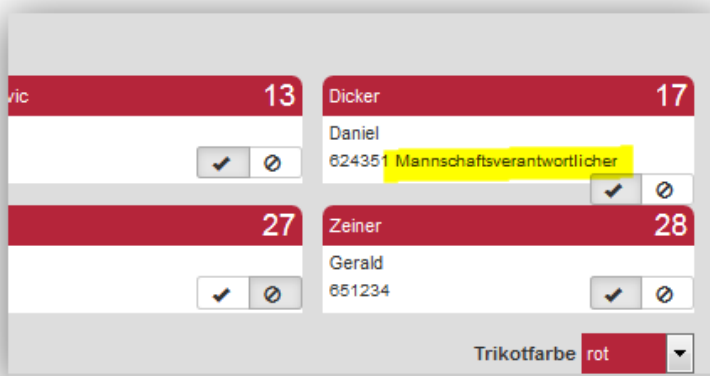 vic 13
Dicker 17
Daniel
624351 Mannschaftsverantwortlicher
27
Zeiner 28
Gerald
651234
Trikotfarbe rot